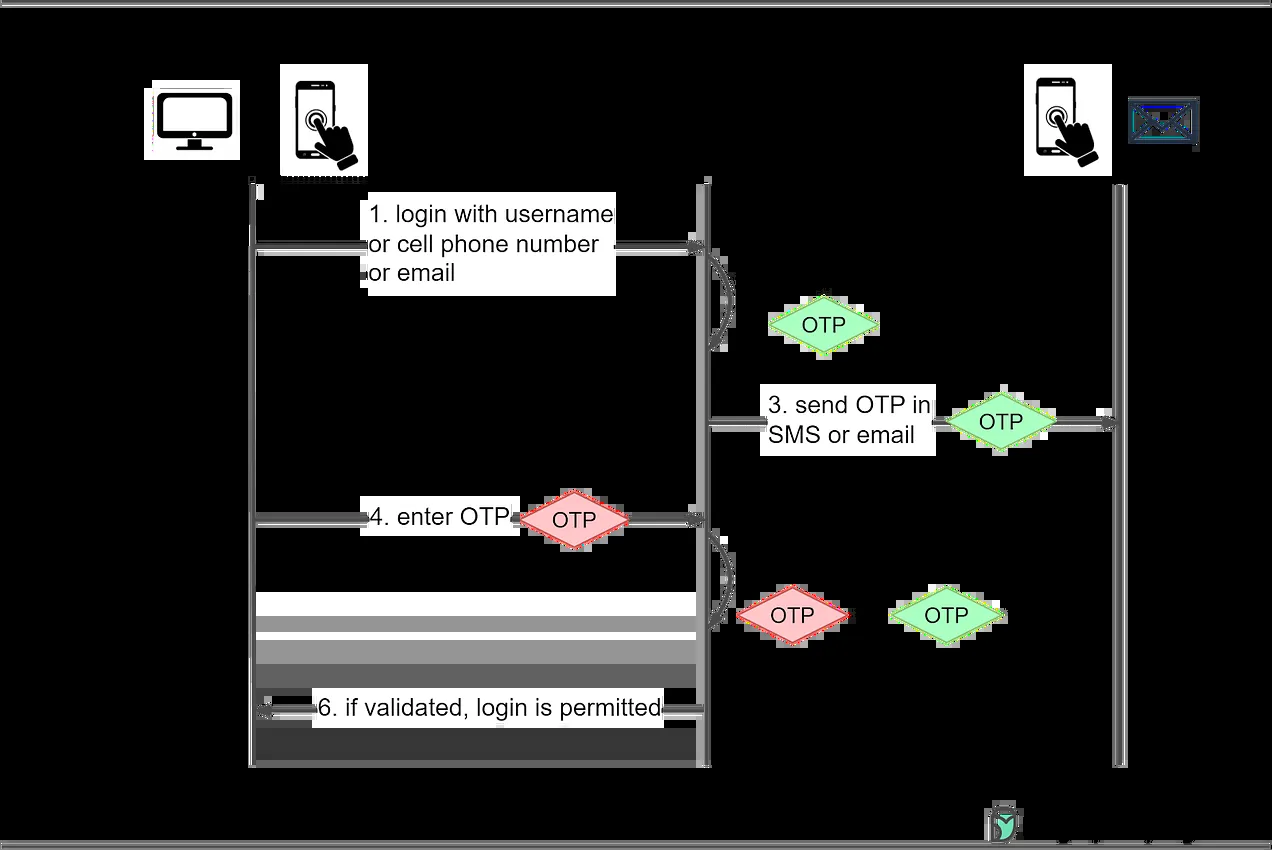 1. login with username
or cell phone number
or email
OTP
3. send OTP in
SMS or email
OTP
4. enter OTP
OTP
OTP
OTP
6. if validated, login is permitted